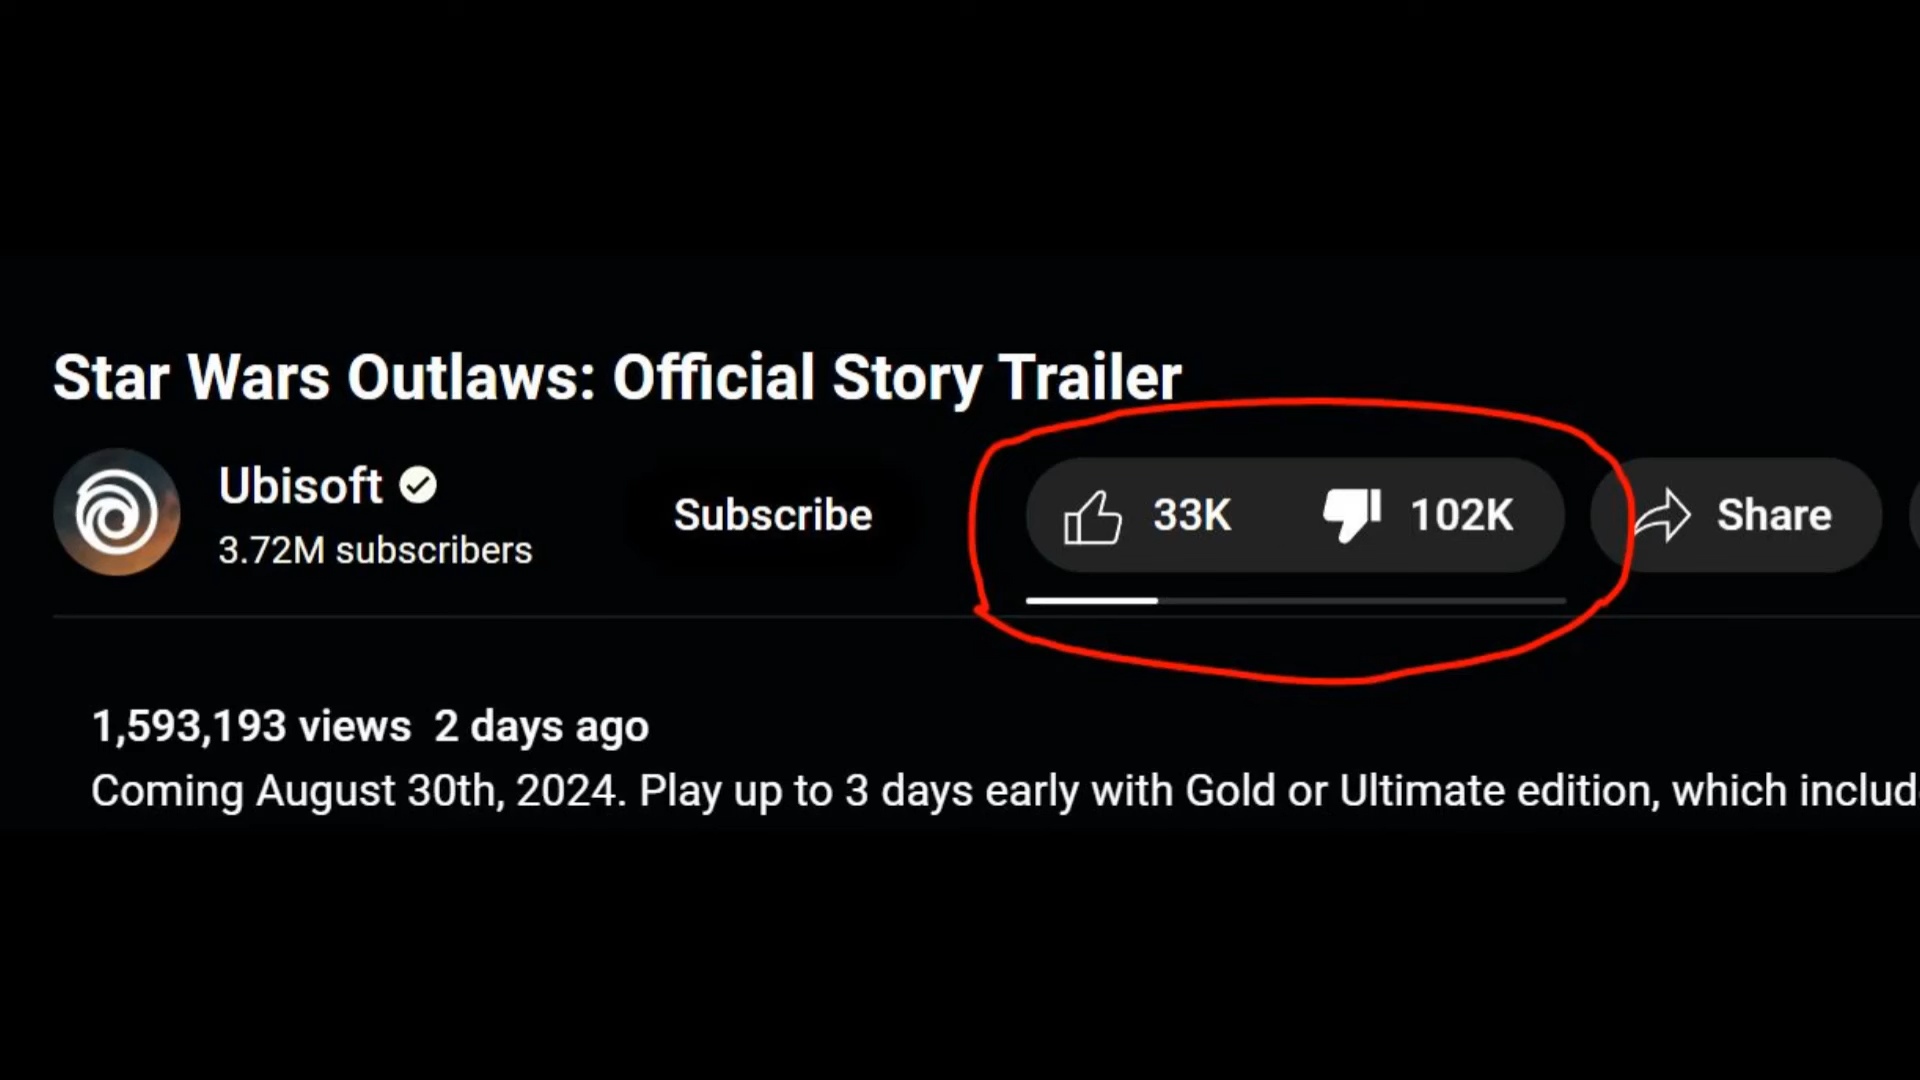 Star Wars Outlaws: Official Story Trailer
Ubisoft
3.72M subscribers
Subscribe
33K
102K
Share
1,593,193 views 2 days ago
Coming August 30th, 2024. Play up to 3 days early with Gold or Ultimate edition, which includ